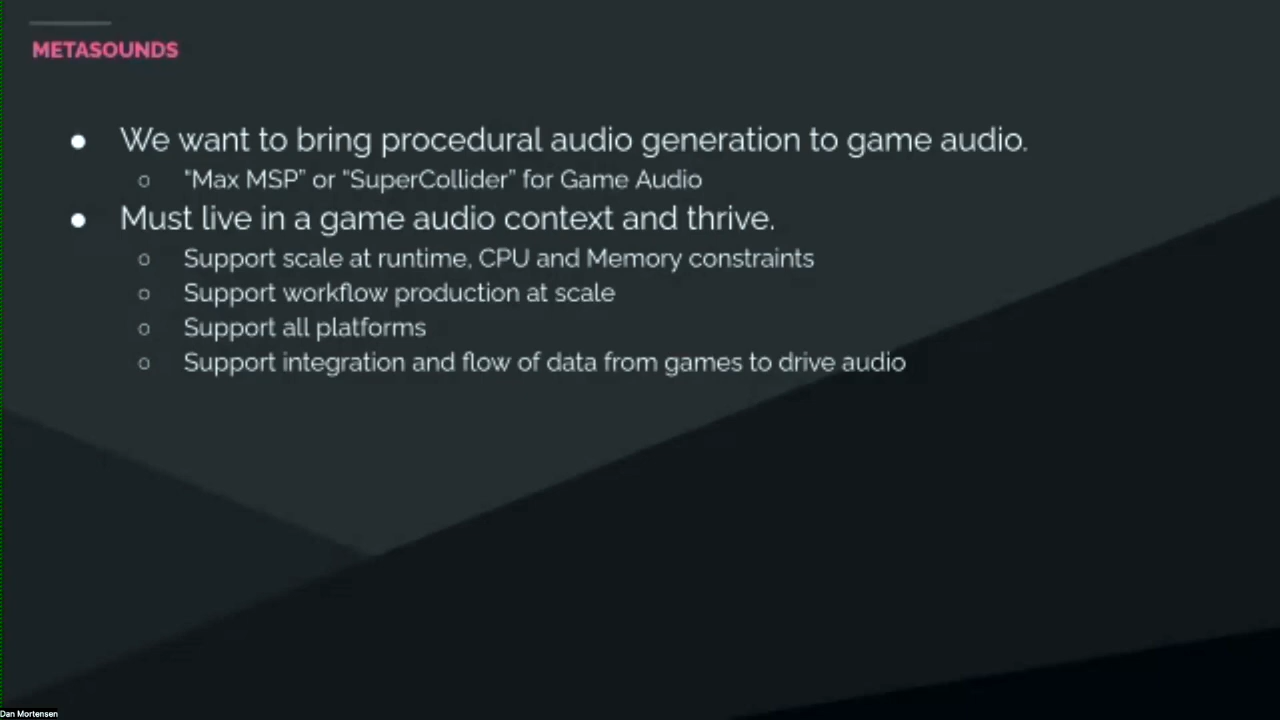 METASOUNDS
● We want to bring procedural audio generation to game audio.
○ "Max MSP” or “SuperCollider” for Game Audio
● Must live in a game audio context and thrive.
○ Support scale at runtime, CPU and Memory constraints
○ Support workflow production at scale
○ Support all platforms
○ Support integration and flow of data from games to drive audio
Dan Mortensen